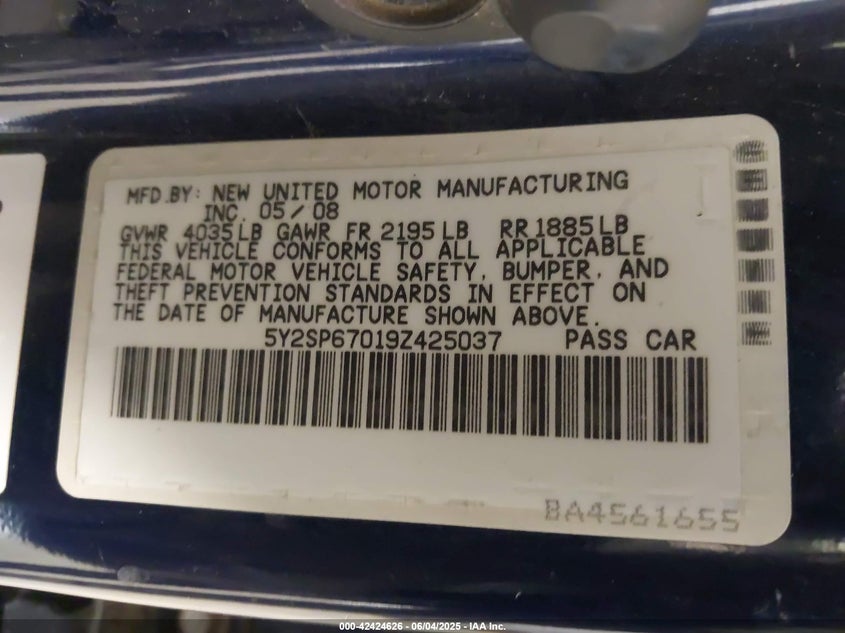 MFD.BY: NEW UNITED MOTOR MANUFACTURING
INC. 05/08
GVWR 4035LB GAWR FR 2195LB RR 1885LB
THIS VEHICLE CONFORMS TO ALL APPLICABLE
FEDERAL MOTOR VEHICLE SAFETY, BUMPER, AND
THEFT PREVENTION STANDARDS IN EFFECT ON
THE DATE OF MANUFACTURE SHOWN ABOVE.
5Y2SP67019Z425037 PASS CAR
BA4561655
000-42424626 - 06/04/2025 - IAA Inc.